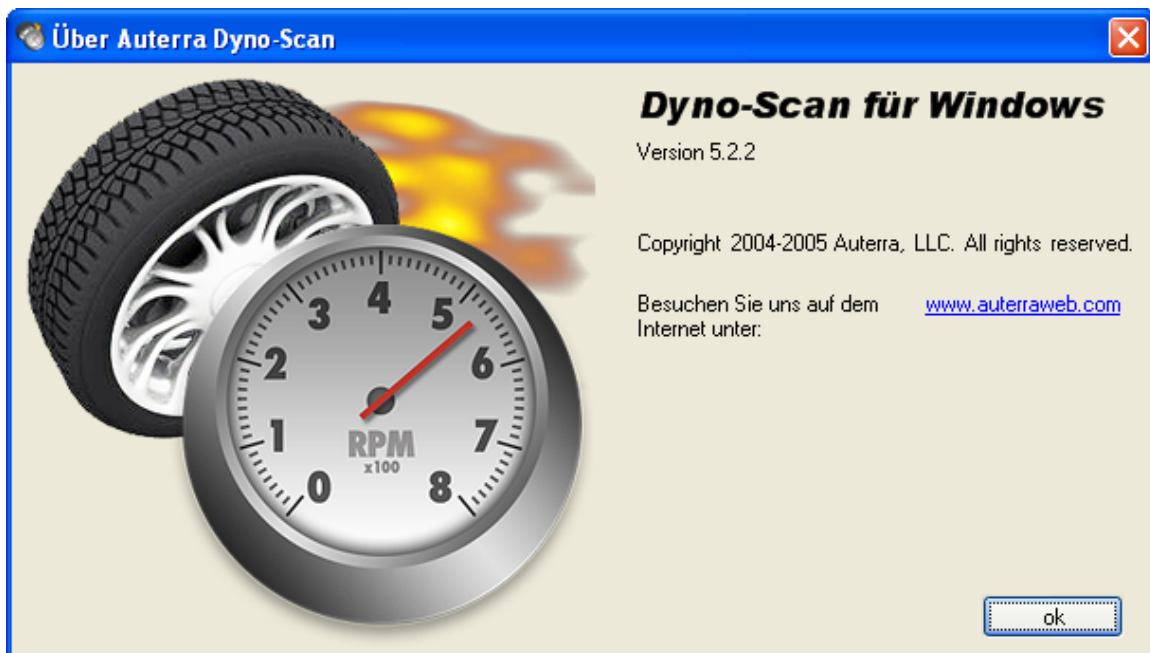 Über Auterra Dyno-Scan
Dyno-Scan für Windows
Version 5.2.2
Copyright 2004-2005 Auterra, LLC. All rights reserved.
Besuchen Sie uns auf dem
Internet unter:
www.auterraweb.com
0
1
2
3
4
5
6
7
8
RPM
x100
ok